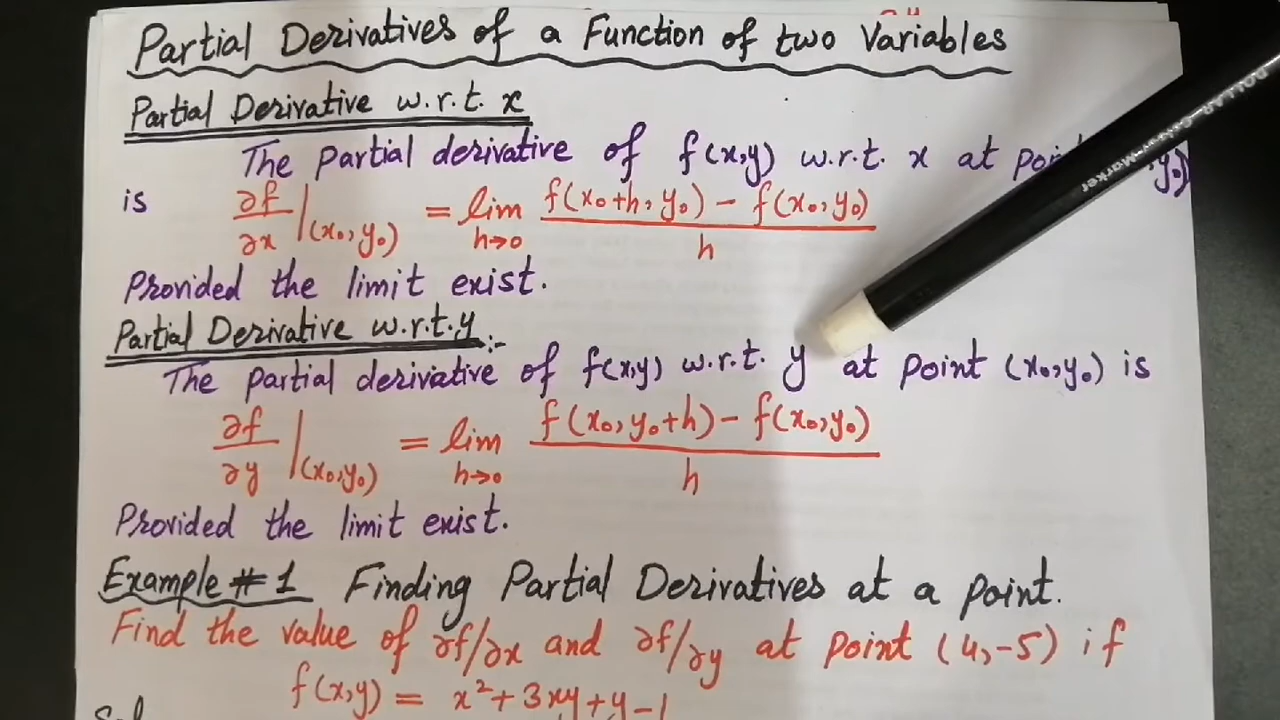 Partial Derivatives of a Function of two Variables
Partial Derivative w.r.t. x
The partial derivative of f(x,y) w.r.t. x at y₀)
is ∂f/∂x |(x₀,y₀) = lim h→0 f(x₀+h, y₀) - f(x₀,y₀) / h
Provided the limit exist.
Partial Derivative w.r.t. y :-
The partial derivative of f(x,y) w.r.t. y at point (x₀,y₀) is
∂f/∂y |(x₀,y₀) = lim h→0 f(x₀, y₀+h) - f(x₀,y₀) / h
Provided the limit exist.
Example # 1 Finding Partial Derivatives at a point.
Find the value of ∂f/∂x and ∂f/∂y at point (4,-5) if
f(x,y) = x² + 3xy + y - 1
DOLLAR Marker